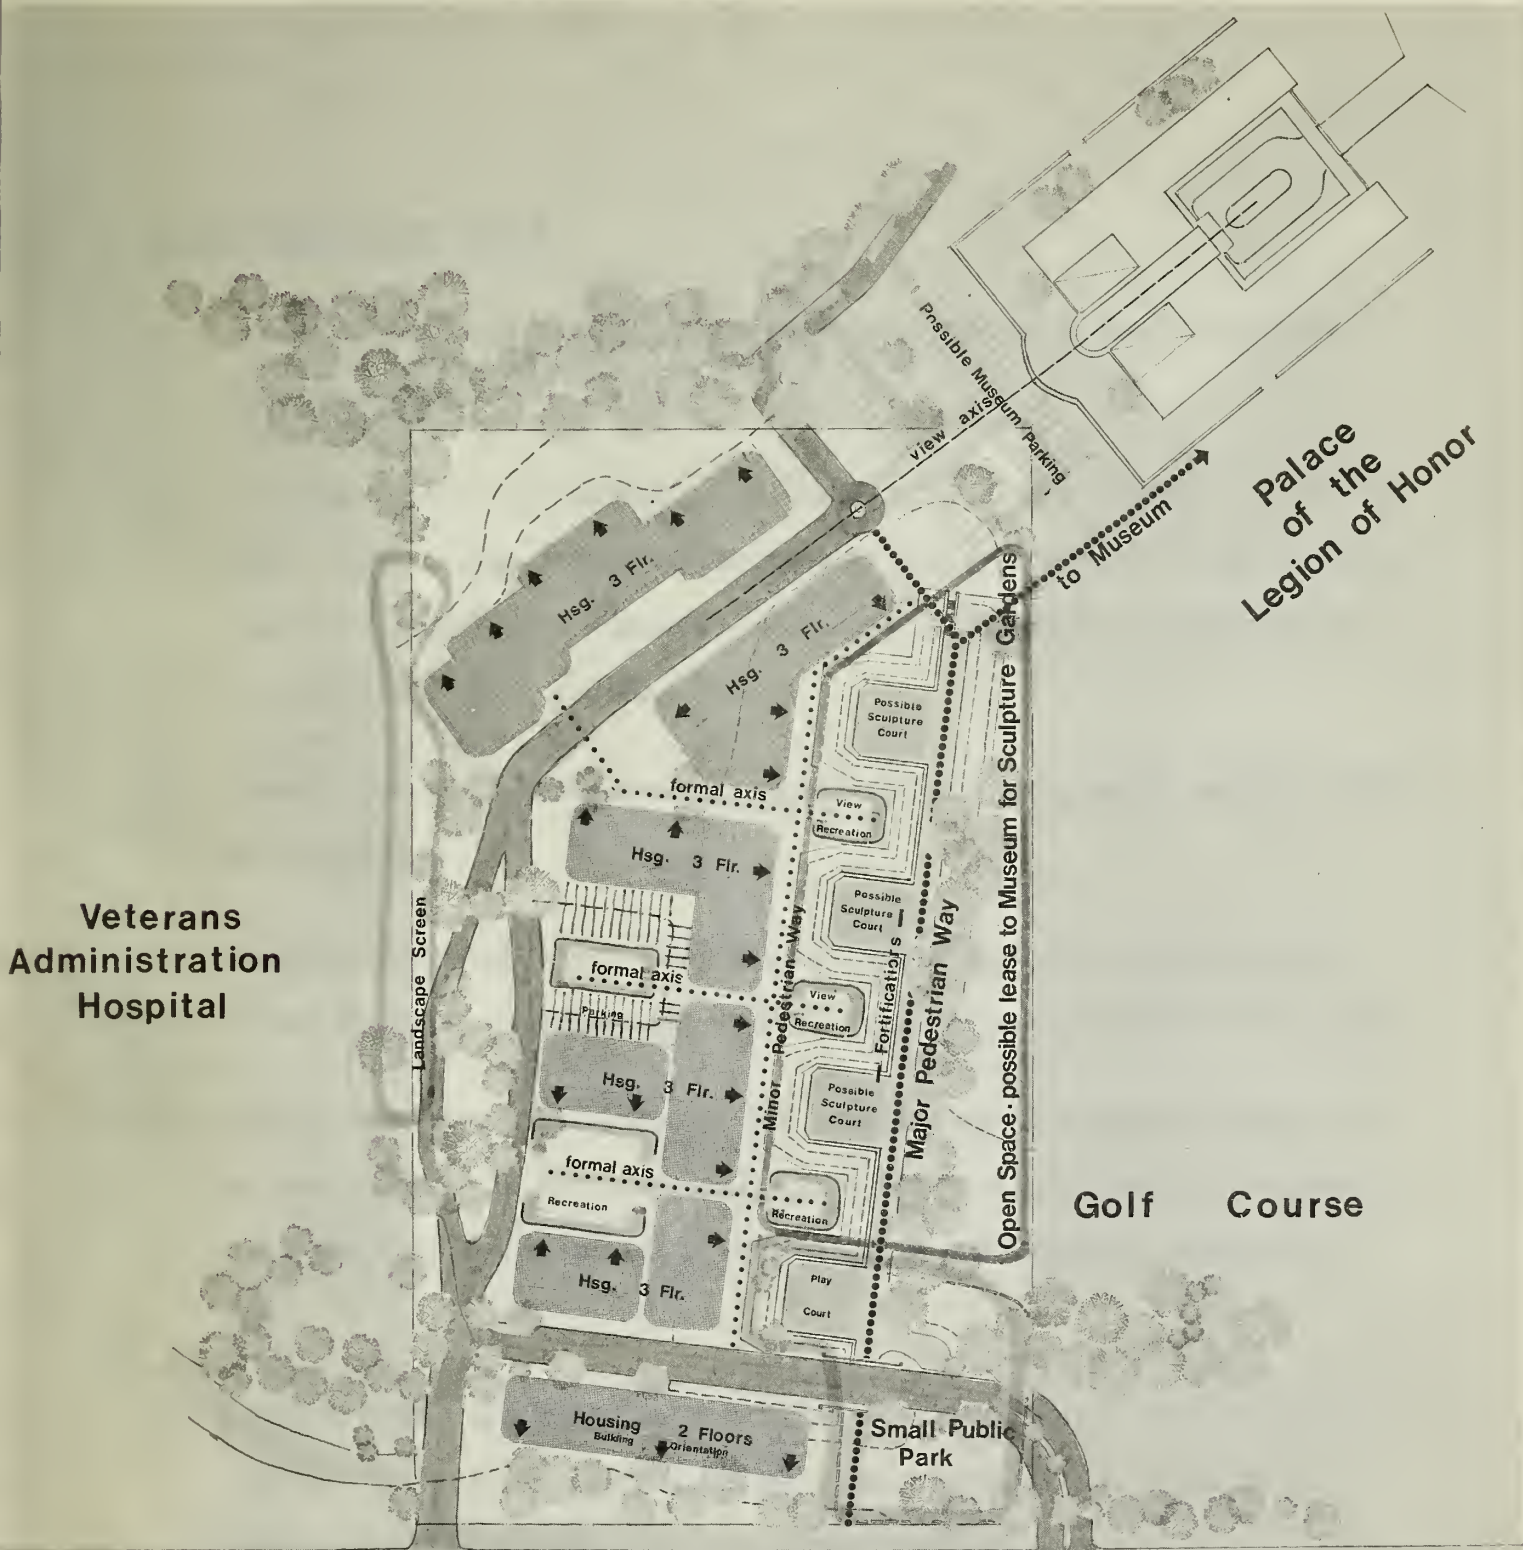 Possible Museum Parking
view axis
Palace
of the
Legion of Honor
to Museum
Hsg. 3 Flr.
Hsg. 3 Flr.
Possible
Sculpture
Court
formal axis
View
Recreation
Hsg. 3 Flr.
Possible
Sculpture
Court
Veterans
Administration
Hospital
Landscape Screen
formal axis
Parking
View
Recreation
Minor Pedestrian Way
Fortifications
Major Pedestrian Way
Open Space · possible lease to Museum for Sculpture Gardens
Hsg. 3 Flr.
Possible
Sculpture
Court
formal axis
Recreation
Recreation
Golf Course
Hsg. 3 Flr.
Play
Court
Housing 2 Floors
Building Orientation
Small Public
Park